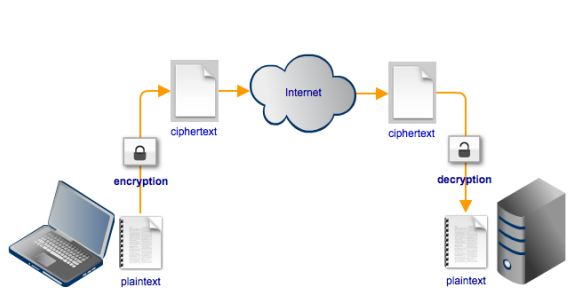 Internet
ciphertext
ciphertext
encryption
decryption
plaintext
plaintext